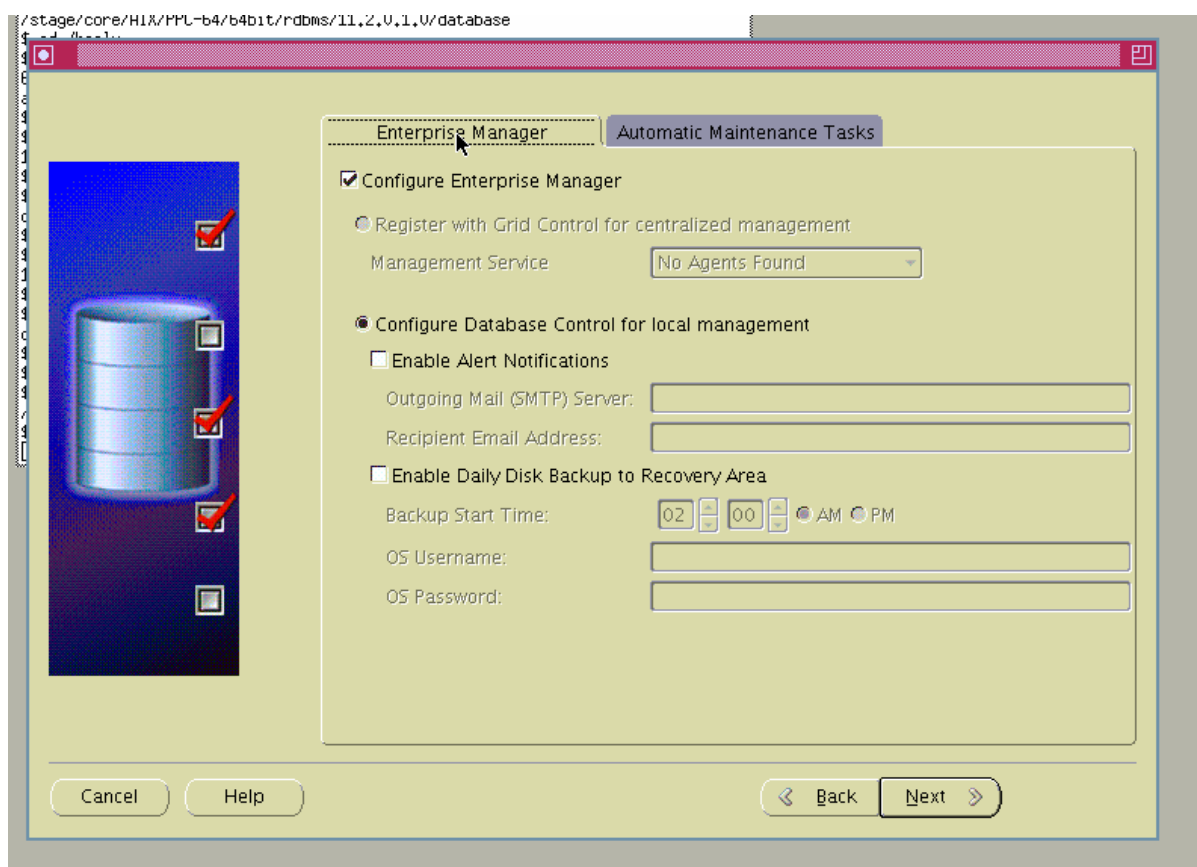 /stage/core/AIX/PPC-64/64bit/rdbms/11.2.0.1.0/database
Enterprise Manager
Automatic Maintenance Tasks
Configure Enterprise Manager
Register with Grid Control for centralized management
Management Service
No Agents Found
Configure Database Control for local management
Enable Alert Notifications
Outgoing Mail (SMTP) Server:
Recipient Email Address:
Enable Daily Disk Backup to Recovery Area
Backup Start Time: 02 00 AM PM
OS Username:
OS Password:
Cancel Help Back Next